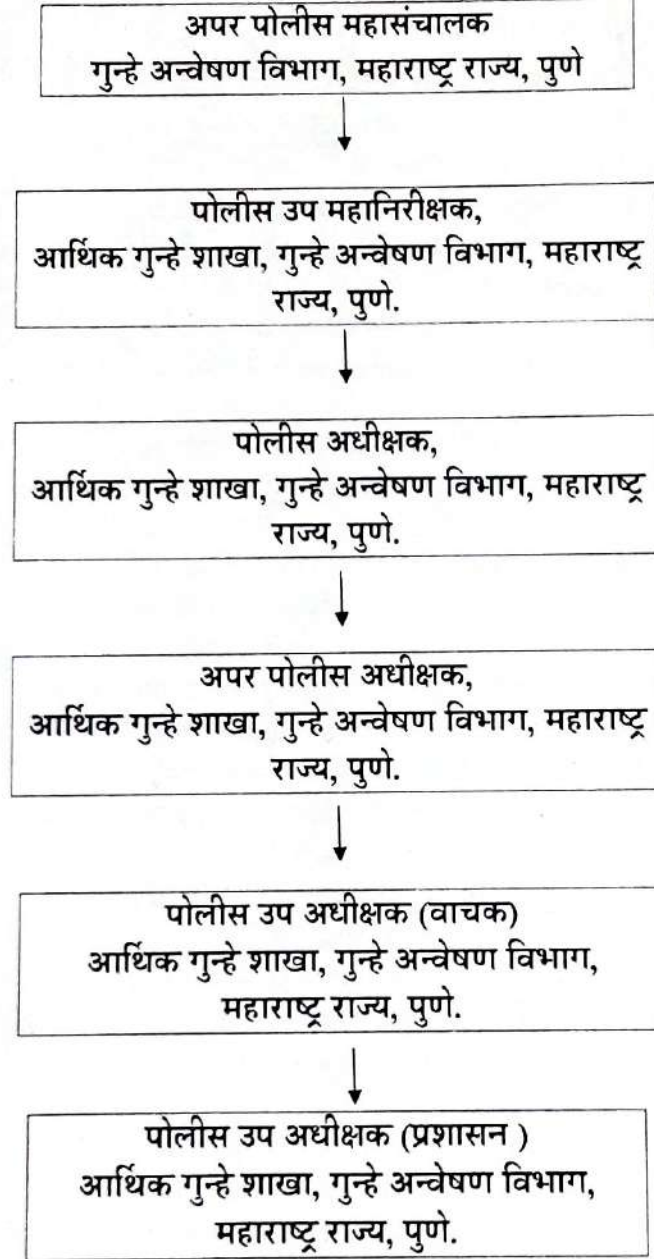 अपर पोलीस महासंचालक
गुन्हे अन्वेषण विभाग, महाराष्ट्र राज्य, पुणे
पोलीस उप महानिरीक्षक,
आर्थिक गुन्हे शाखा, गुन्हे अन्वेषण विभाग, महाराष्ट्र
राज्य, पुणे.
पोलीस अधीक्षक,
आर्थिक गुन्हे शाखा, गुन्हे अन्वेषण विभाग, महाराष्ट्र
राज्य, पुणे.
अपर पोलीस अधीक्षक,
आर्थिक गुन्हे शाखा, गुन्हे अन्वेषण विभाग, महाराष्ट्र
राज्य, पुणे.
पोलीस उप अधीक्षक (वाचक)
आर्थिक गुन्हे शाखा, गुन्हे अन्वेषण विभाग,
महाराष्ट्र राज्य, पुणे.
पोलीस उप अधीक्षक (प्रशासन )
आर्थिक गुन्हे शाखा, गुन्हे अन्वेषण विभाग,
महाराष्ट्र राज्य, पुणे.